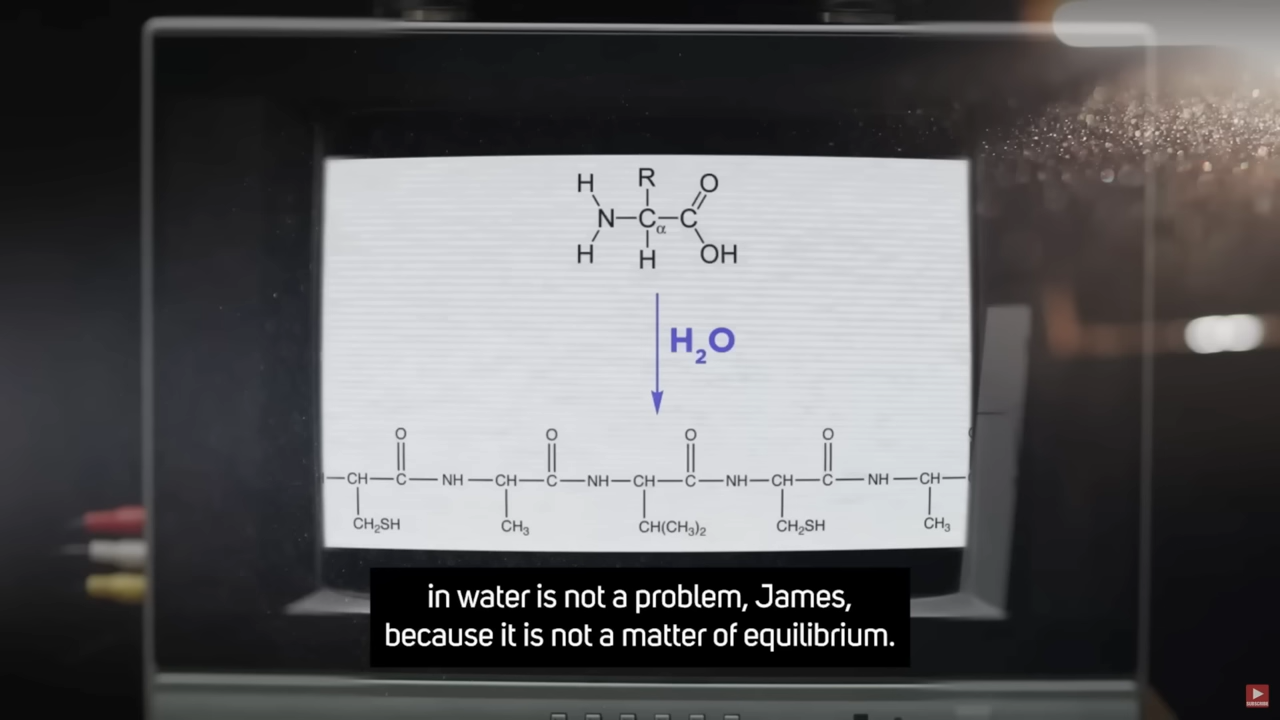 H R O
N—C α—C
H H OH
H₂O
O O O O
CH—C—NH—CH—C—NH—CH—C—NH—CH—C—NH—CH
CH₂SH CH₃ CH(CH₃)₂ CH₂SH CH₃
in water is not a problem, James,
because it is not a matter of equilibrium.
SUBSCRIBE